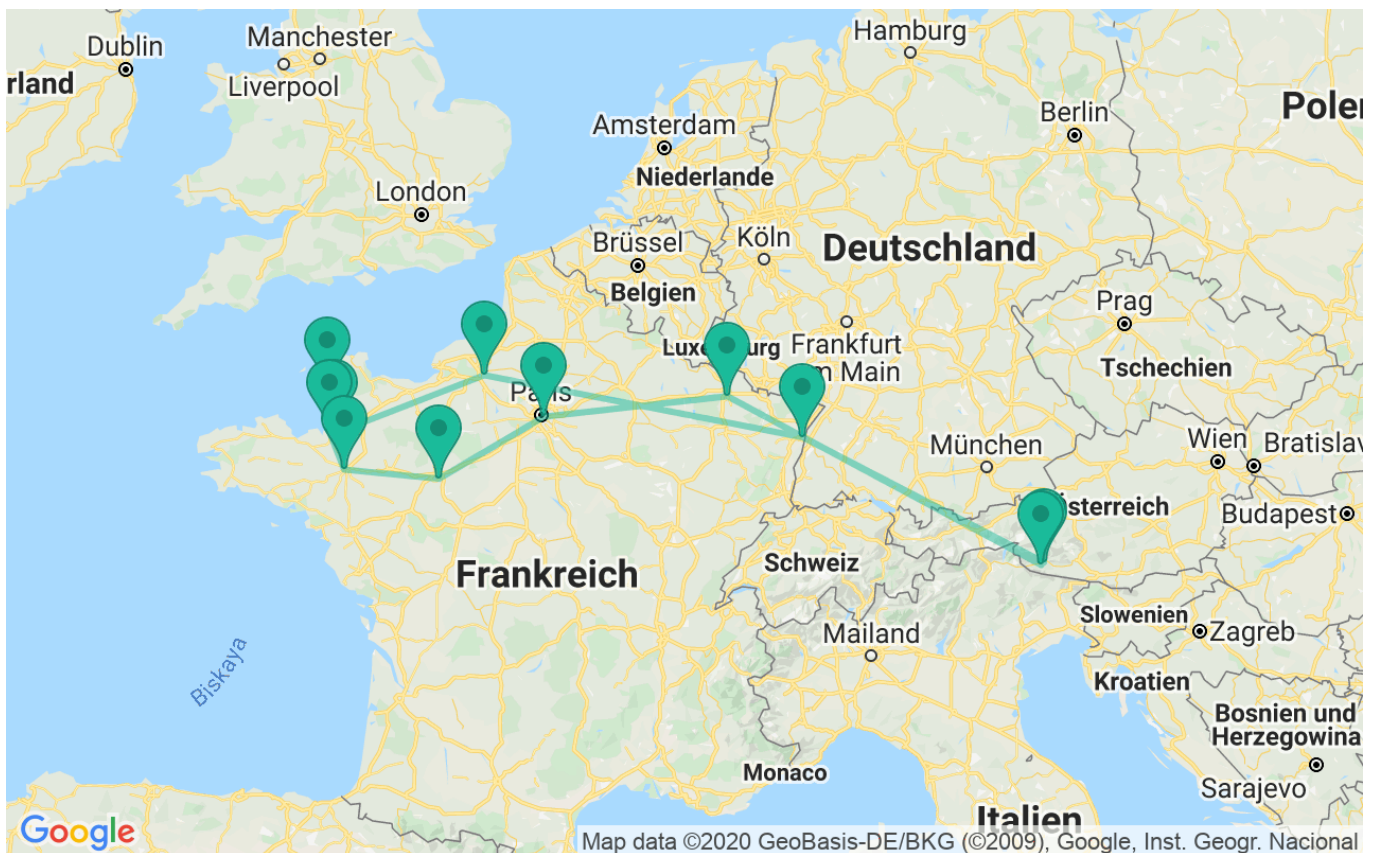 Dublin
Manchester
Liverpool
rland
Hamburg
Berlin
Polen
Amsterdam
Niederlande
London
Brüssel
Belgien
Köln
Deutschland
Prag
Tschechien
Frankfurt
m Main
Paris
München
Wien
Bratislav
Österreich
Budapest
Schweiz
Frankreich
Slowenien
Zagreb
Mailand
Kroatien
Biskaya
Bosnien und
Herzegowina
Monaco
Sarajevo
Italien
Google
Map data ©2020 GeoBasis-DE/BKG (©2009), Google, Inst. Geogr. Nacional